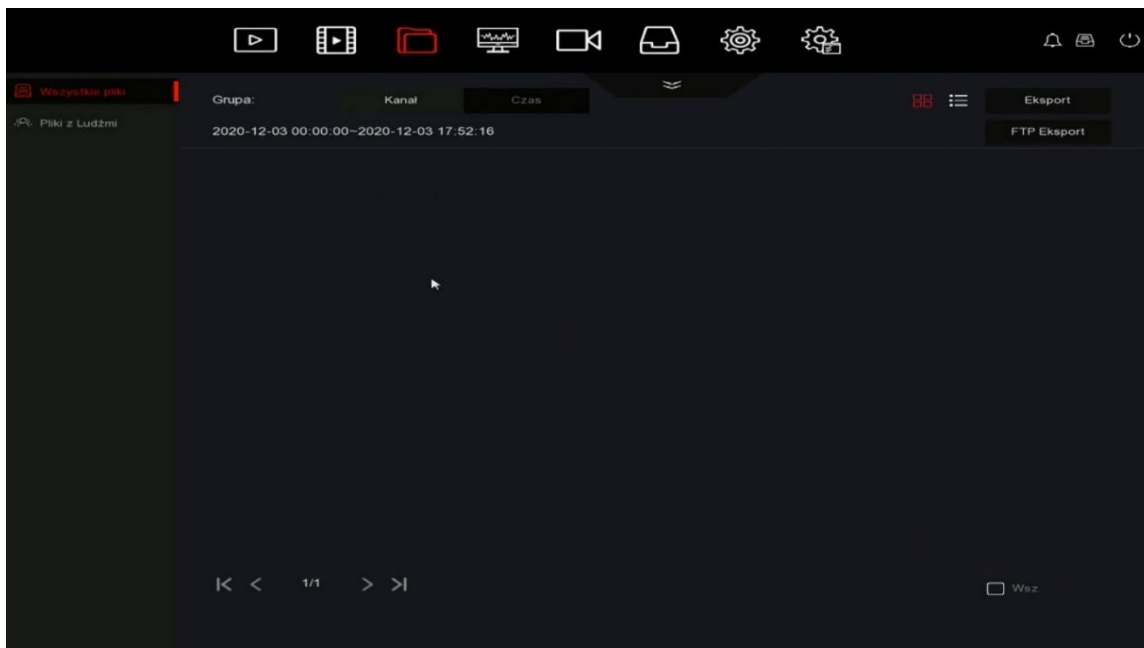 Wszystkie pliki
Pliki z Ludźmi
Grupa: Kanał Czas
Eksport
2020-12-03 00:00:00~2020-12-03 17:52:16
FTP Eksport
1/1
Wsz.